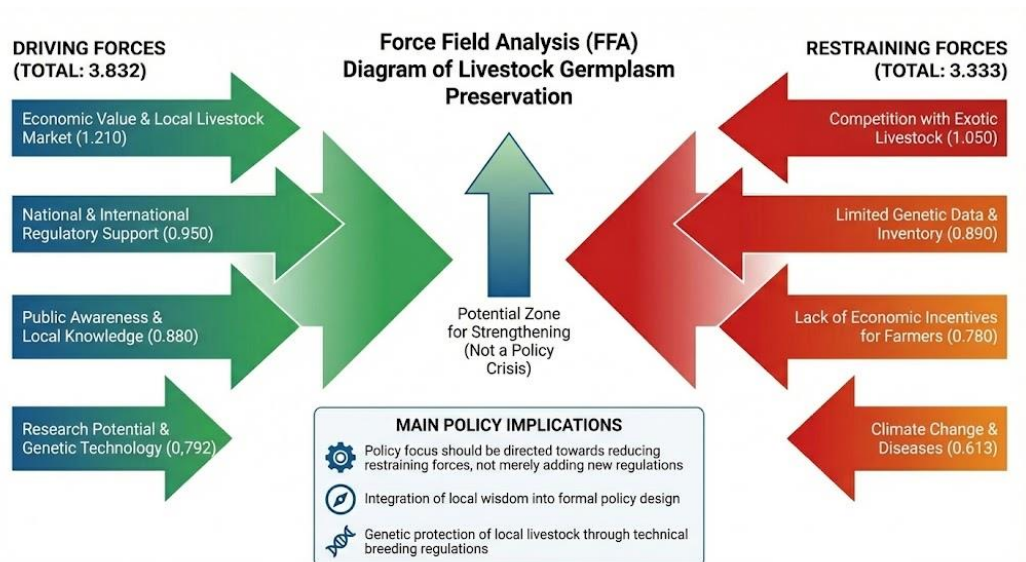 Force Field Analysis (FFA)
Diagram of Livestock Germplasm
Preservation
DRIVING FORCES
(TOTAL: 3.832)
Economic Value & Local Livestock
Market (1.210)
National & International
Regulatory Support (0.950)
Public Awareness &
Local Knowledge (0.880)
Research Potential &
Genetic Technology (0,792)
Potential Zone
for Strengthening
(Not a Policy
Crisis)
RESTRAINING FORCES
(TOTAL: 3.333)
Competition with Exotic
Livestock (1.050)
Limited Genetic Data &
Inventory (0.890)
Lack of Economic Incentives
for Farmers (0.780)
Climate Change &
Diseases (0.613)
MAIN POLICY IMPLICATIONS
Policy focus should be directed towards reducing
restraining forces, not merely adding new regulations
Integration of local wisdom into formal policy design
Genetic protection of local livestock through technical
breeding regulations